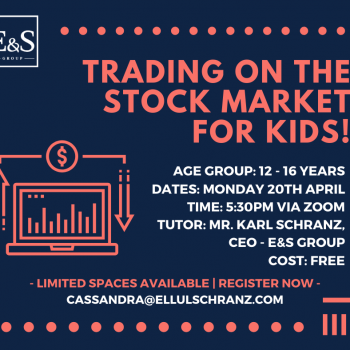 E&S
GROUP
TRADING ON THE
STOCK MARKET
FOR KIDS!
$
AGE GROUP: 12 - 16 YEARS
DATES: MONDAY 20TH APRIL
TIME: 5:30PM VIA ZOOM
TUTOR: MR. KARL SCHRANZ,
CEO - E&S GROUP
COST: FREE
- LIMITED SPACES AVAILABLE | REGISTER NOW -
CASSANDRA@ELLULSCHRANZ.COM